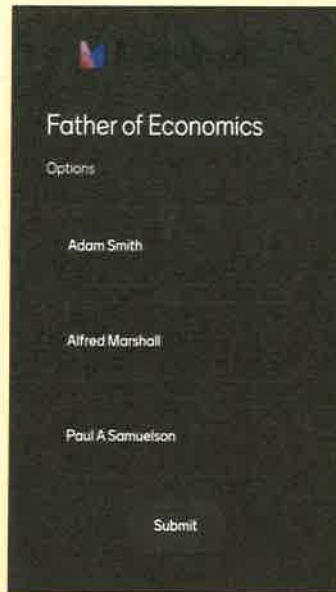 Father of Economics
Options
Adam Smith
Alfred Marshall
Paul A Samuelson
Submit